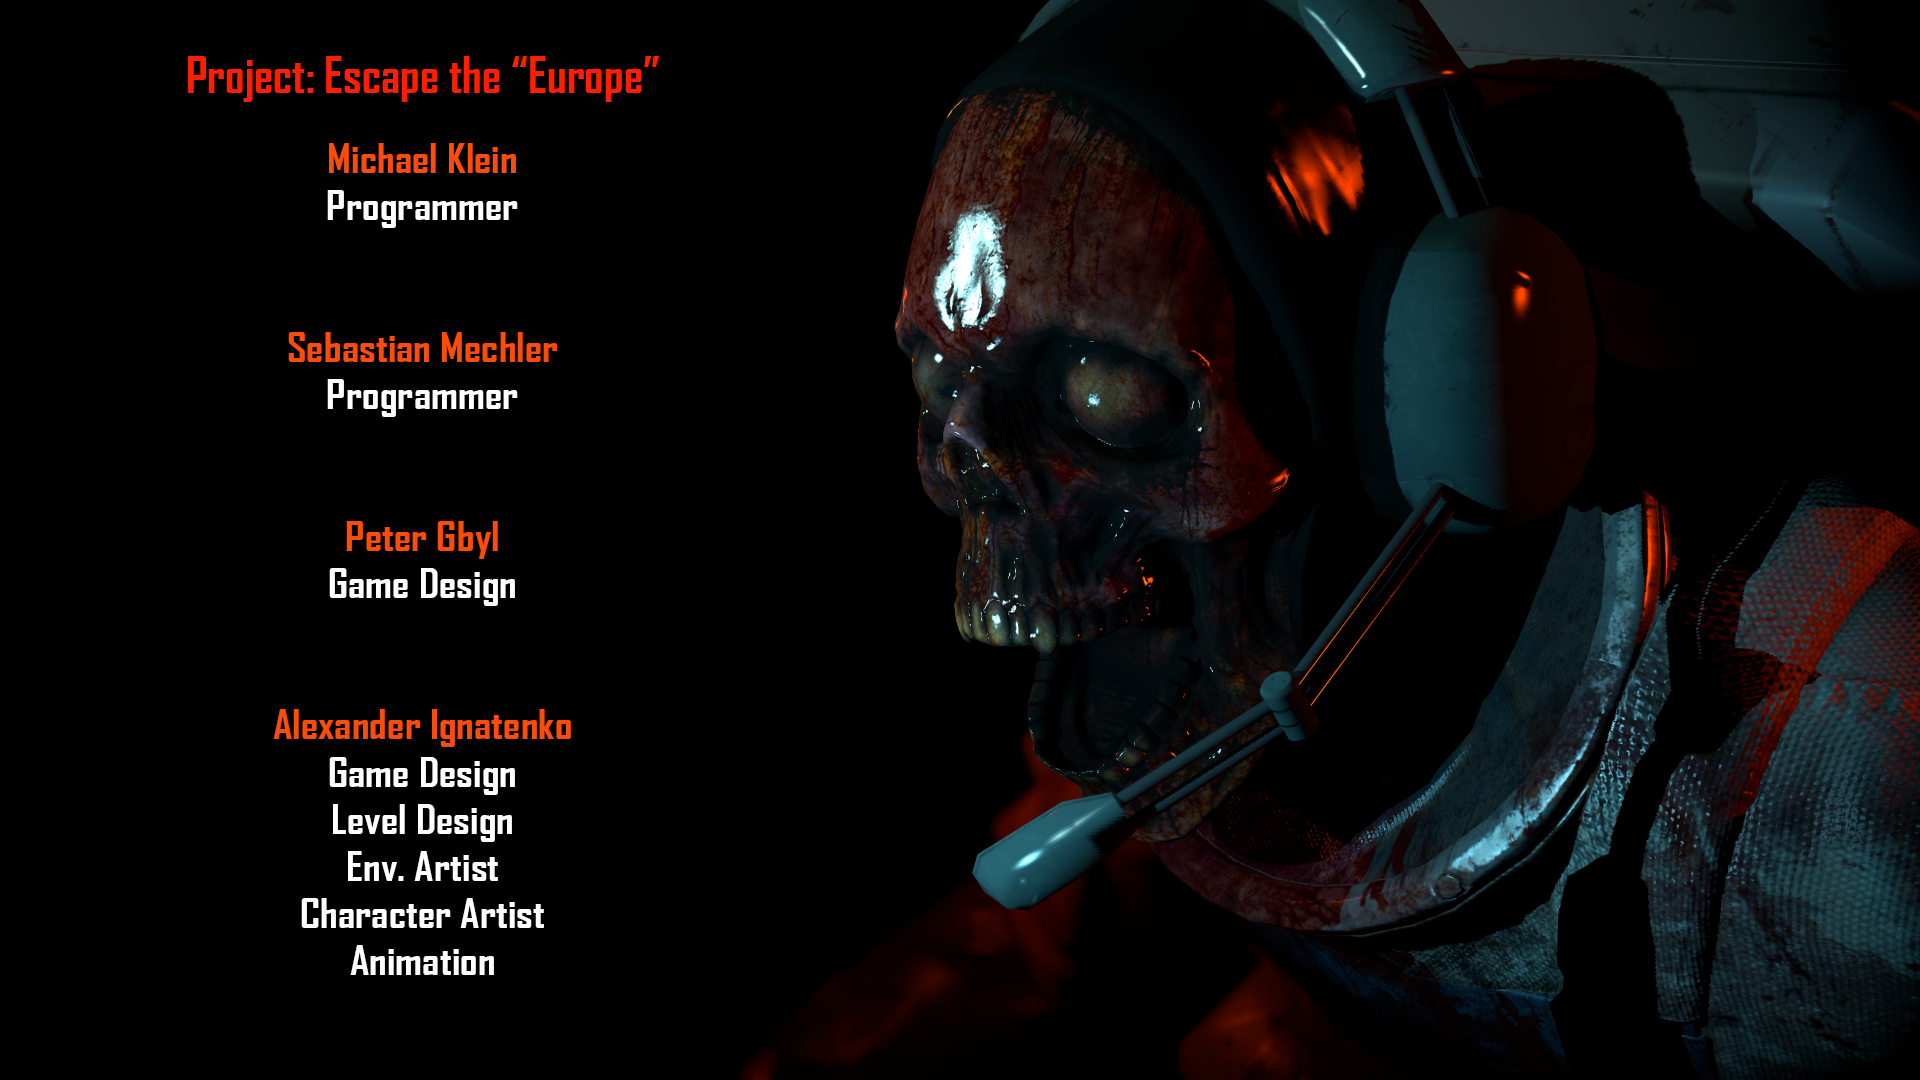 Project: Escape the “Europe”
Michael Klein
Programmer
Sebastian Mechler
Programmer
Peter Gbyl
Game Design
Alexander Ignatenko
Game Design
Level Design
Env. Artist
Character Artist
Animation